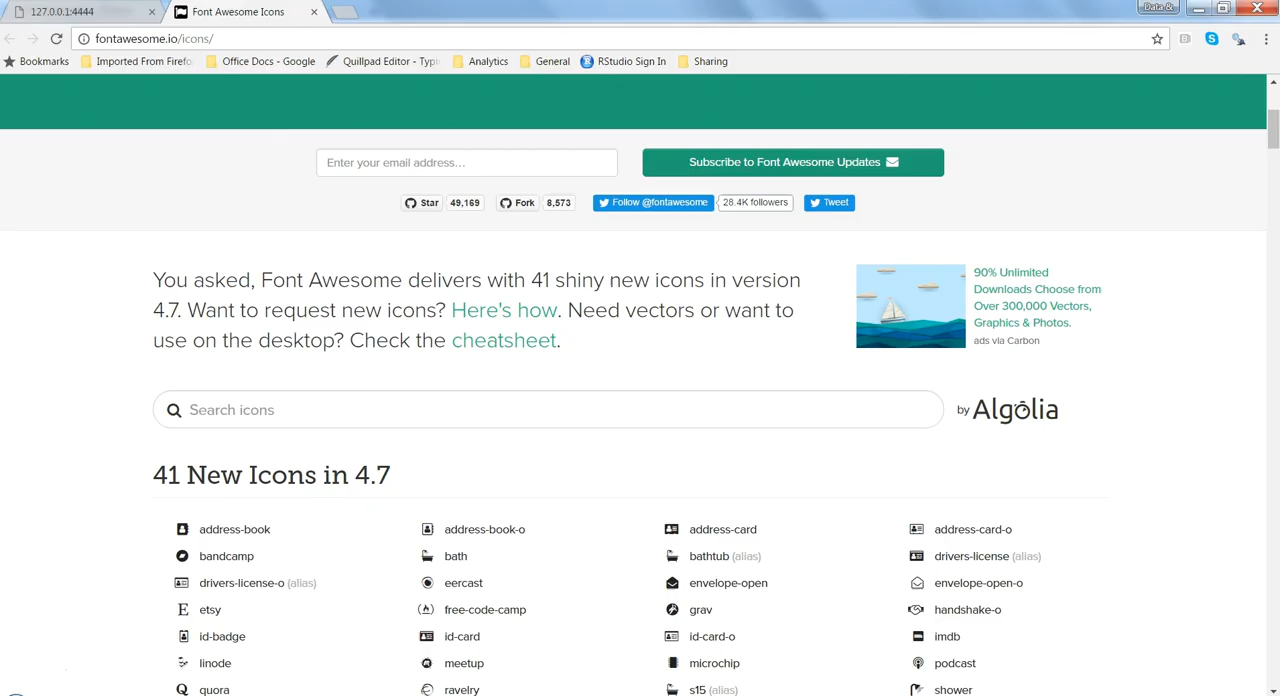 127.0.0.1:4444
Font Awesome Icons
Data &
fontawesome.io/icons/
Bookmarks
Imported From Firefo
Office Docs - Google
Quillpad Editor - Typi
Analytics
General
RStudio Sign In
Sharing
Enter your email address...
Subscribe to Font Awesome Updates
Star 49,169 Fork 8,573 Follow @fontawesome 28.4K followers Tweet
You asked, Font Awesome delivers with 41 shiny new icons in version
4.7. Want to request new icons? Here's how. Need vectors or want to
use on the desktop? Check the cheatsheet.
90% Unlimited
Downloads Choose from
Over 300,000 Vectors,
Graphics & Photos.
ads via Carbon
Search icons
by Algolia
41 New Icons in 4.7
address-book address-book-o address-card address-card-o
bandcamp bath bathtub (alias) drivers-license (alias)
drivers-license-o (alias) eercast envelope-open envelope-open-o
etsy free-code-camp grav handshake-o
id-badge id-card id-card-o imdb
linode meetup microchip podcast
quora ravelry s15 (alias) shower